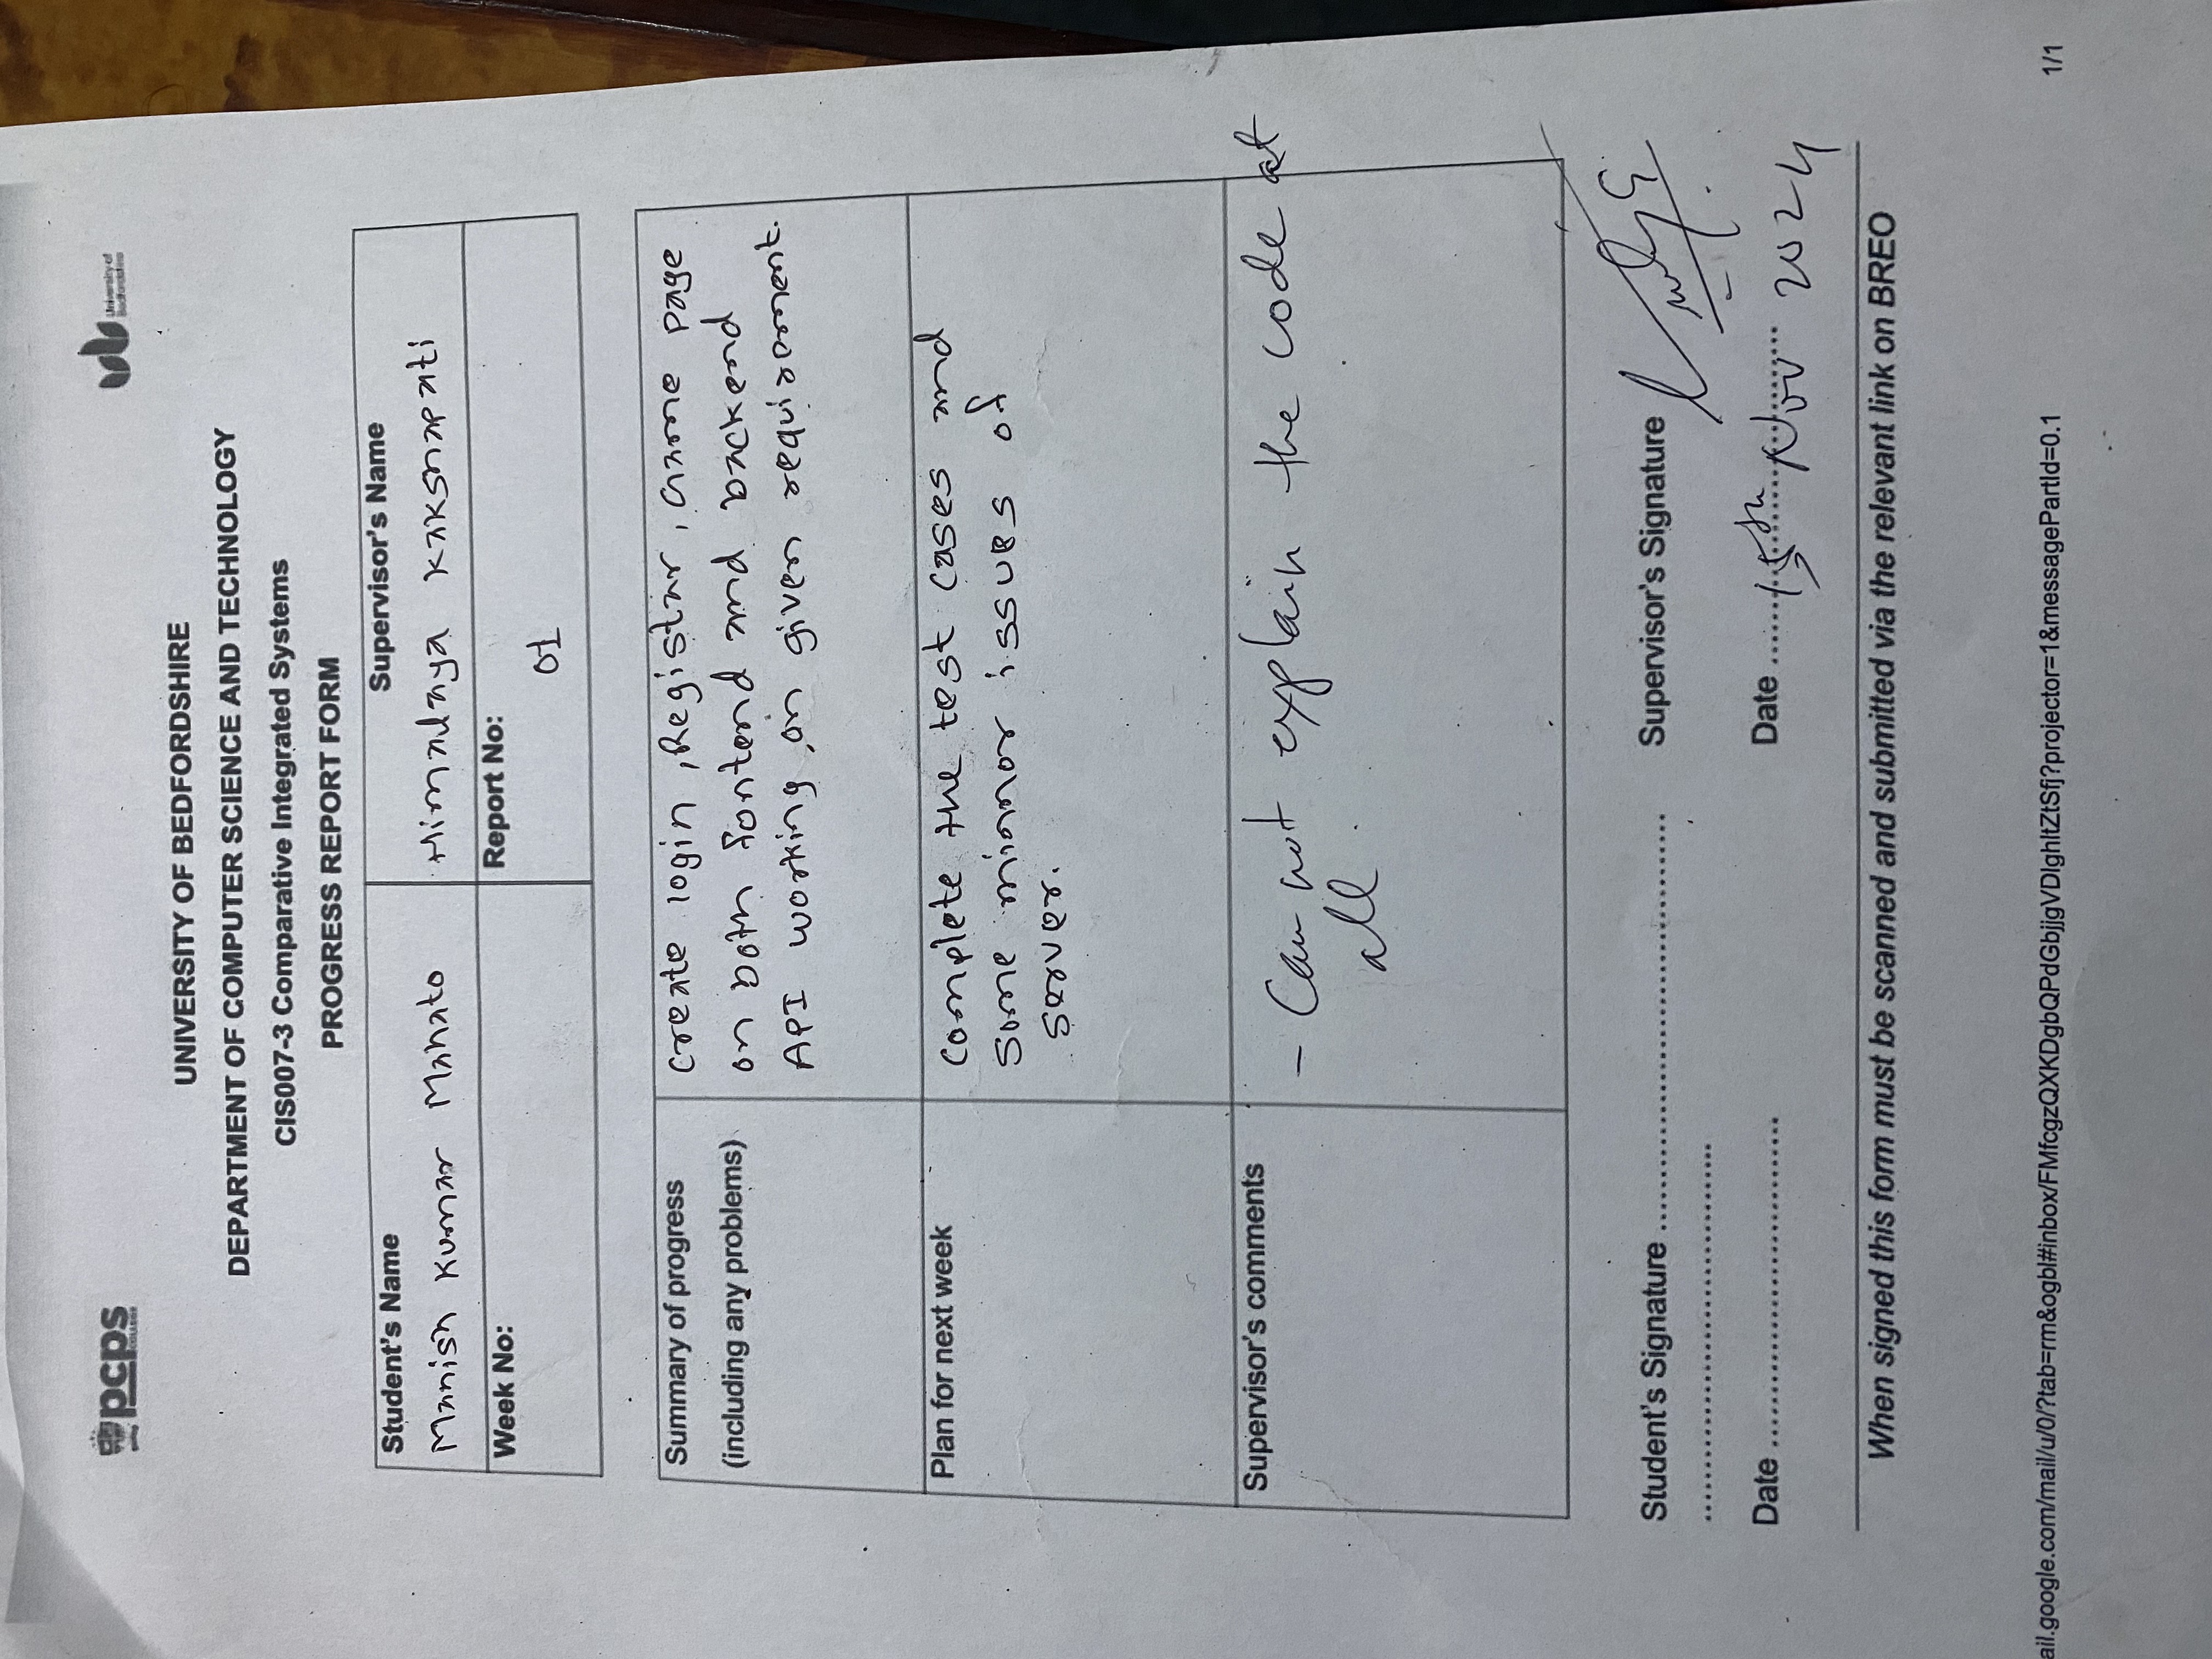 pcps
COLLEGE
University of
Bedfordshire
UNIVERSITY OF BEDFORDSHIRE
DEPARTMENT OF COMPUTER SCIENCE AND TECHNOLOGY
CIS007-3 Comparative Integrated Systems
PROGRESS REPORT FORM
Student's Name
Manish Kumar Mahato
Supervisor's Name
Himalaya Kakshapati
Week No:
Report No:
01
Summary of progress
(including any problems)
create login , Registar , Game page
on both fontend and backend
API working on given requirement.
Plan for next week
complete the test cases and
some minnor issues of
server.
Supervisor's comments
- Can not explain the code at
all.
Student's Signature ........................................
....................................
Supervisor's Signature
Date ...............................
Date ................................ 15th Nov 2024
When signed this form must be scanned and submitted via the relevant link on BREO
ail.google.com/mail/u/0/?tab=rm&ogbl#inbox/FMfcgzQXKDgbQPdGbjjgVDlghltZtSfj?projector=1&messagePartId=0.1
1/1